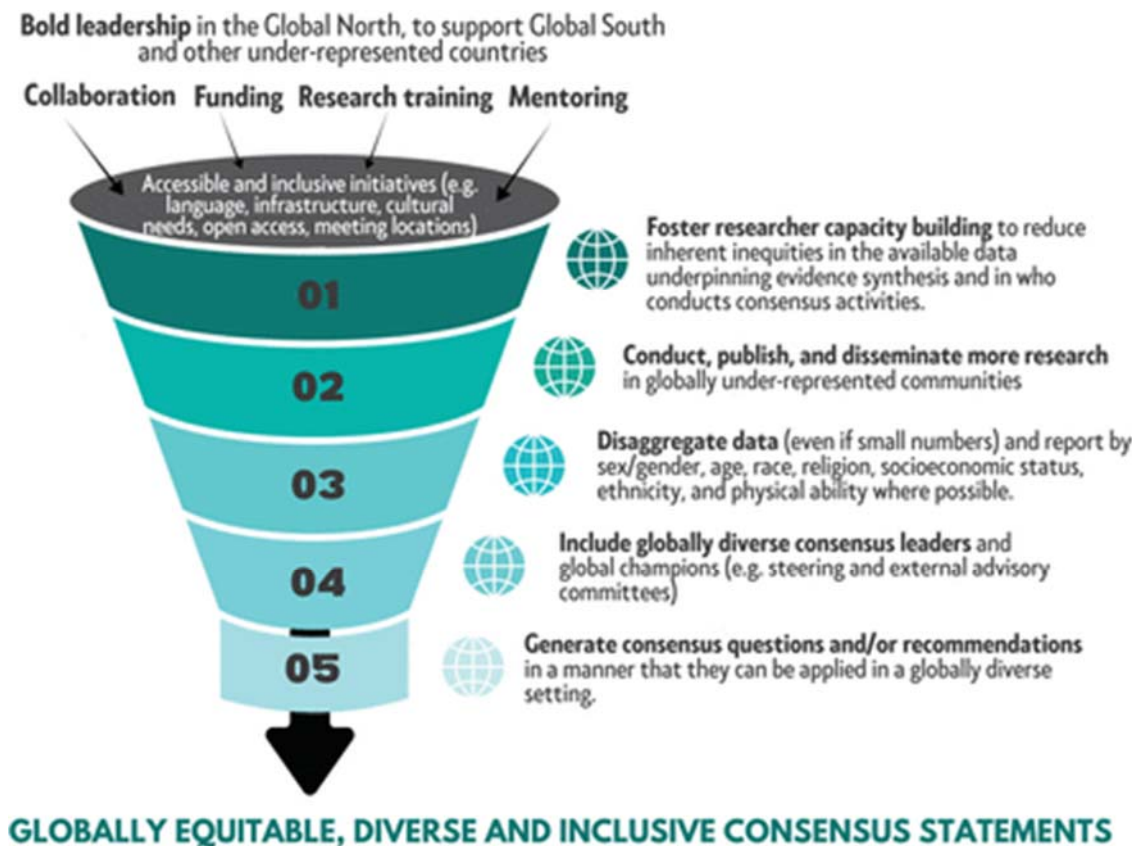 Bold leadership in the Global North, to support Global South
and other under-represented countries
Collaboration Funding Research training Mentoring
Accessible and inclusive initiatives (e.g.
language, infrastructure, cultural
needs, open access, meeting locations)
01
Foster researcher capacity building to reduce
inherent inequities in the available data
underpinning evidence synthesis and in who
conducts consensus activities.
02
Conduct, publish, and disseminate more research
in globally under-represented communities
03
Disaggregate data (even if small numbers) and report by
sex/gender, age, race, religion, socioeconomic status,
ethnicity, and physical ability where possible.
04
Include globally diverse consensus leaders and
global champions (e.g. steering and external advisory
committees)
05
Generate consensus questions and/or recommendations
in a manner that they can be applied in a globally diverse
setting.
GLOBALLY EQUITABLE, DIVERSE AND INCLUSIVE CONSENSUS STATEMENTS